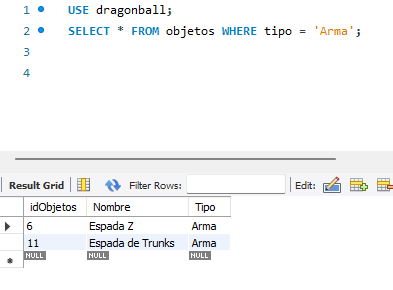 1 USE dragonball;
2 SELECT * FROM objetos WHERE tipo = 'Arma';
3
4
Result Grid Filter Rows: Edit:
idObjetos Nombre Tipo
6 Espada Z Arma
11 Espada de Trunks Arma
NULL NULL NULL